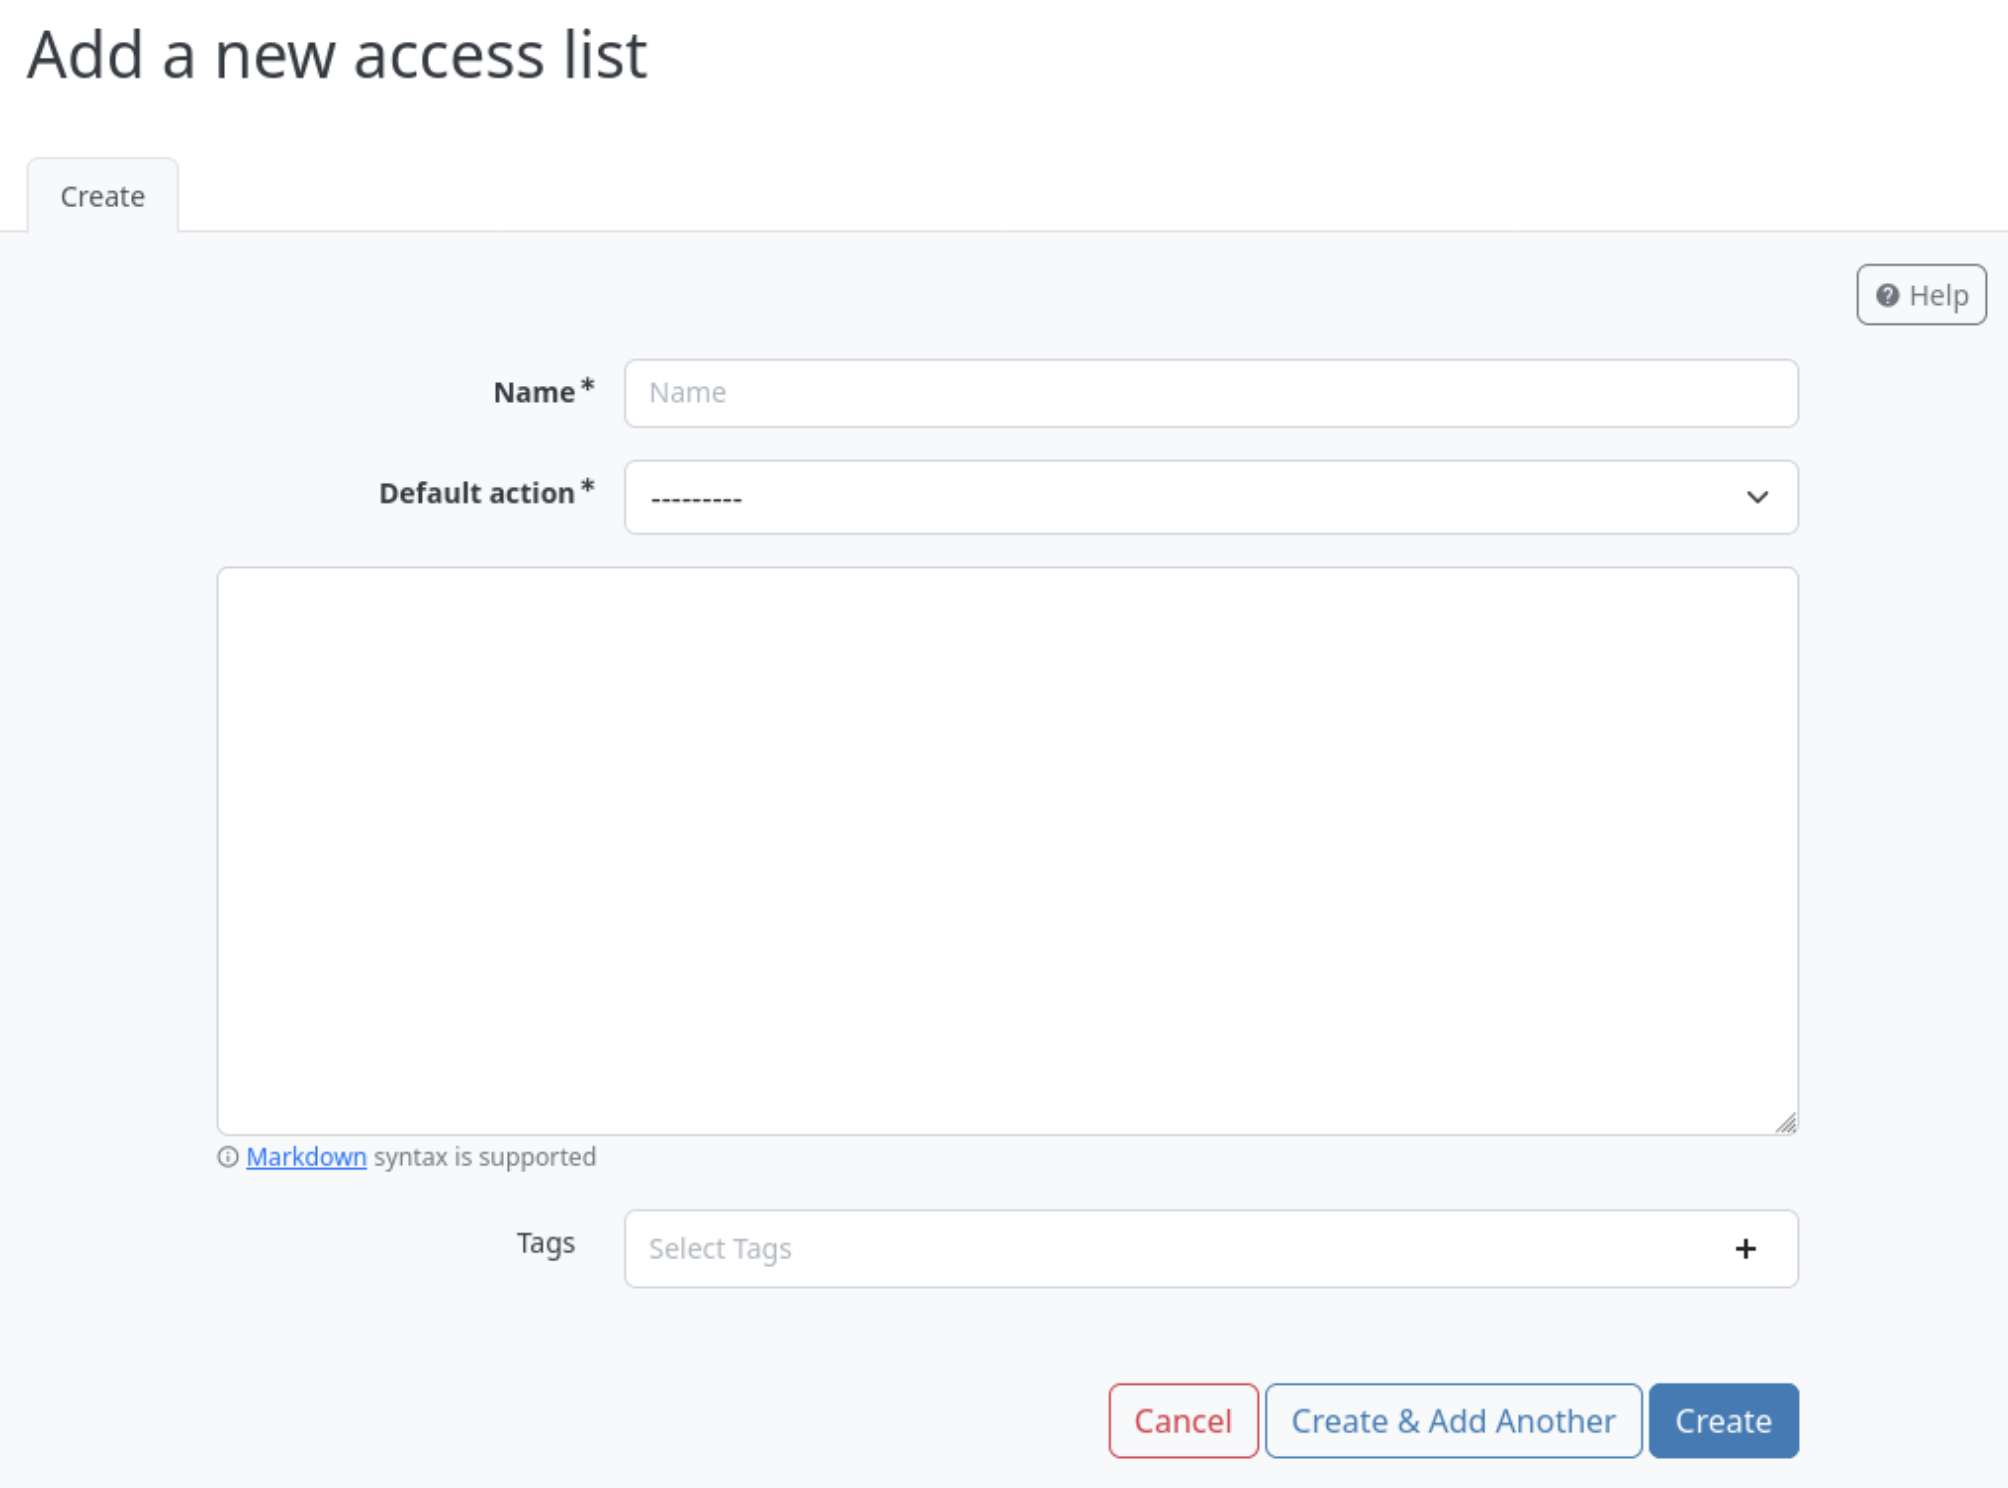 Add a new access list
Create
Help
Name*
Name
Default action*
---------
Markdown syntax is supported
Tags
Select Tags
Cancel
Create & Add Another
Create